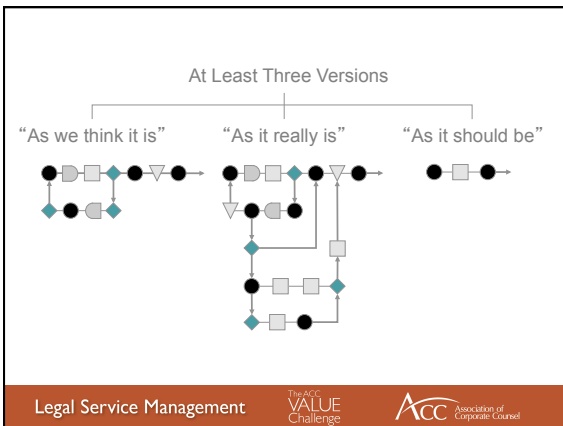 At Least Three Versions
“As we think it is” “As it really is” “As it should be”
Legal Service Management
The ACC
VALUE
Challenge
ACC Association of
Corporate Counsel